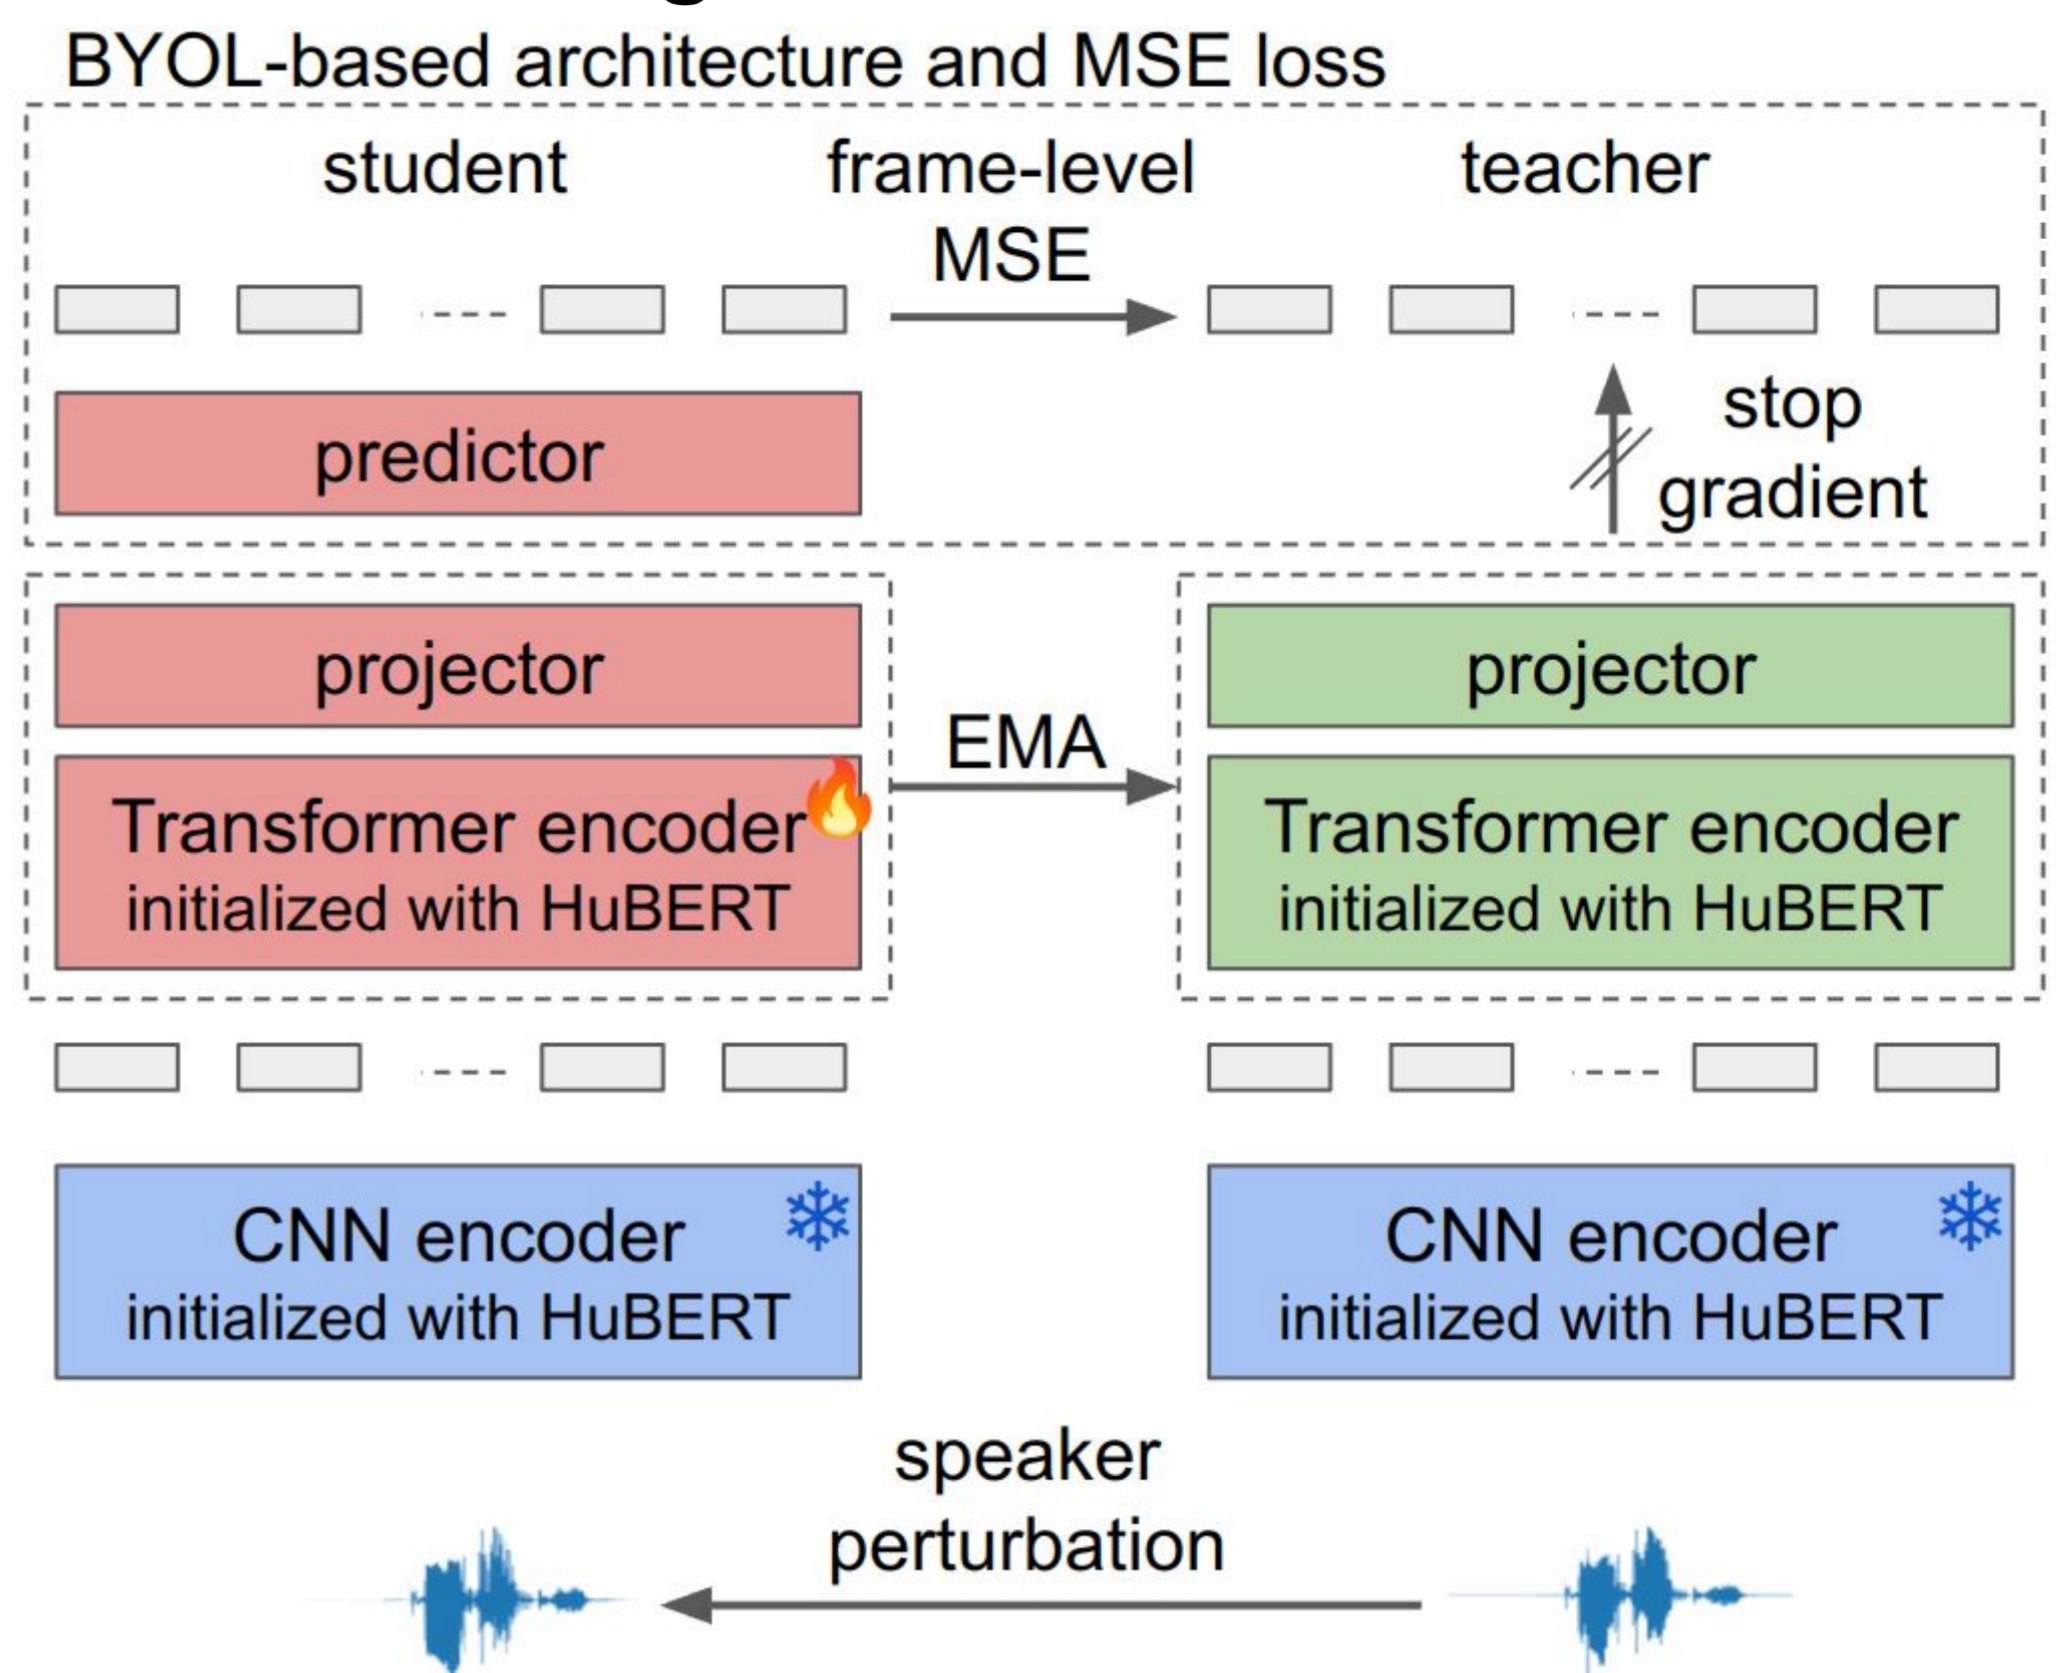 BYOL-based architecture and MSE loss
student
frame-level
MSE
teacher
predictor
stop
gradient
projector
EMA
projector
Transformer encoder
initialized with HuBERT
Transformer encoder
initialized with HuBERT
CNN encoder
initialized with HuBERT
CNN encoder
initialized with HuBERT
speaker
perturbation